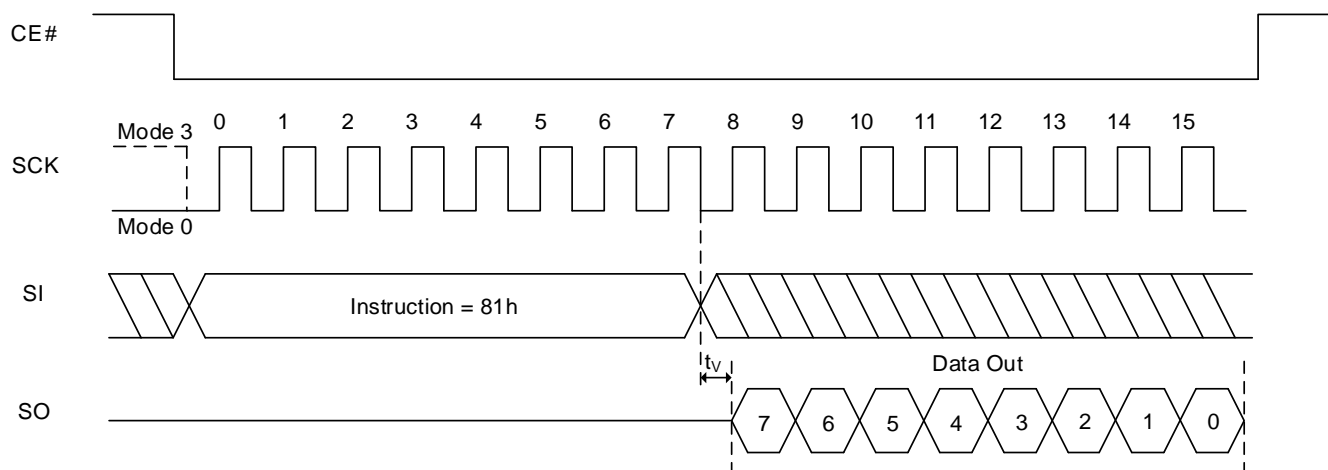 CE#
0 1 2 3 4 5 6 7 8 9 10 11 12 13 14 15
Mode 3
SCK
Mode 0
SI
Instruction = 81h
tV
Data Out
SO
7 6 5 4 3 2 1 0